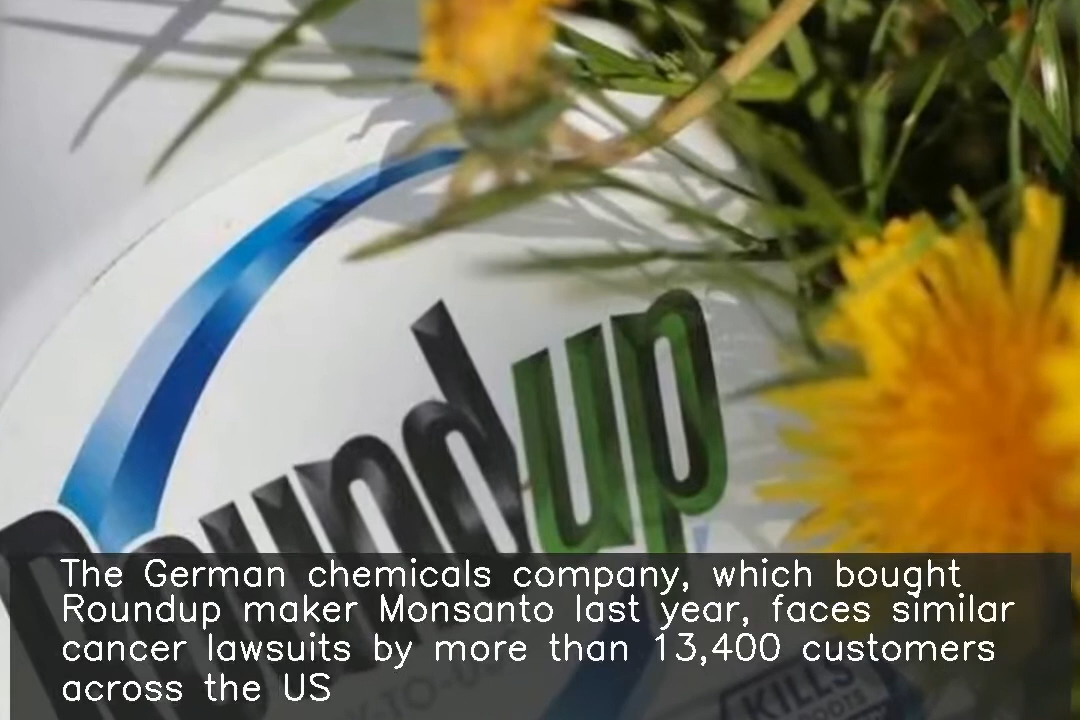 Roundup
The German chemicals company, which bought
Roundup maker Monsanto last year, faces similar
cancer lawsuits by more than 13,400 customers
across the US
KILLS
ROOTS